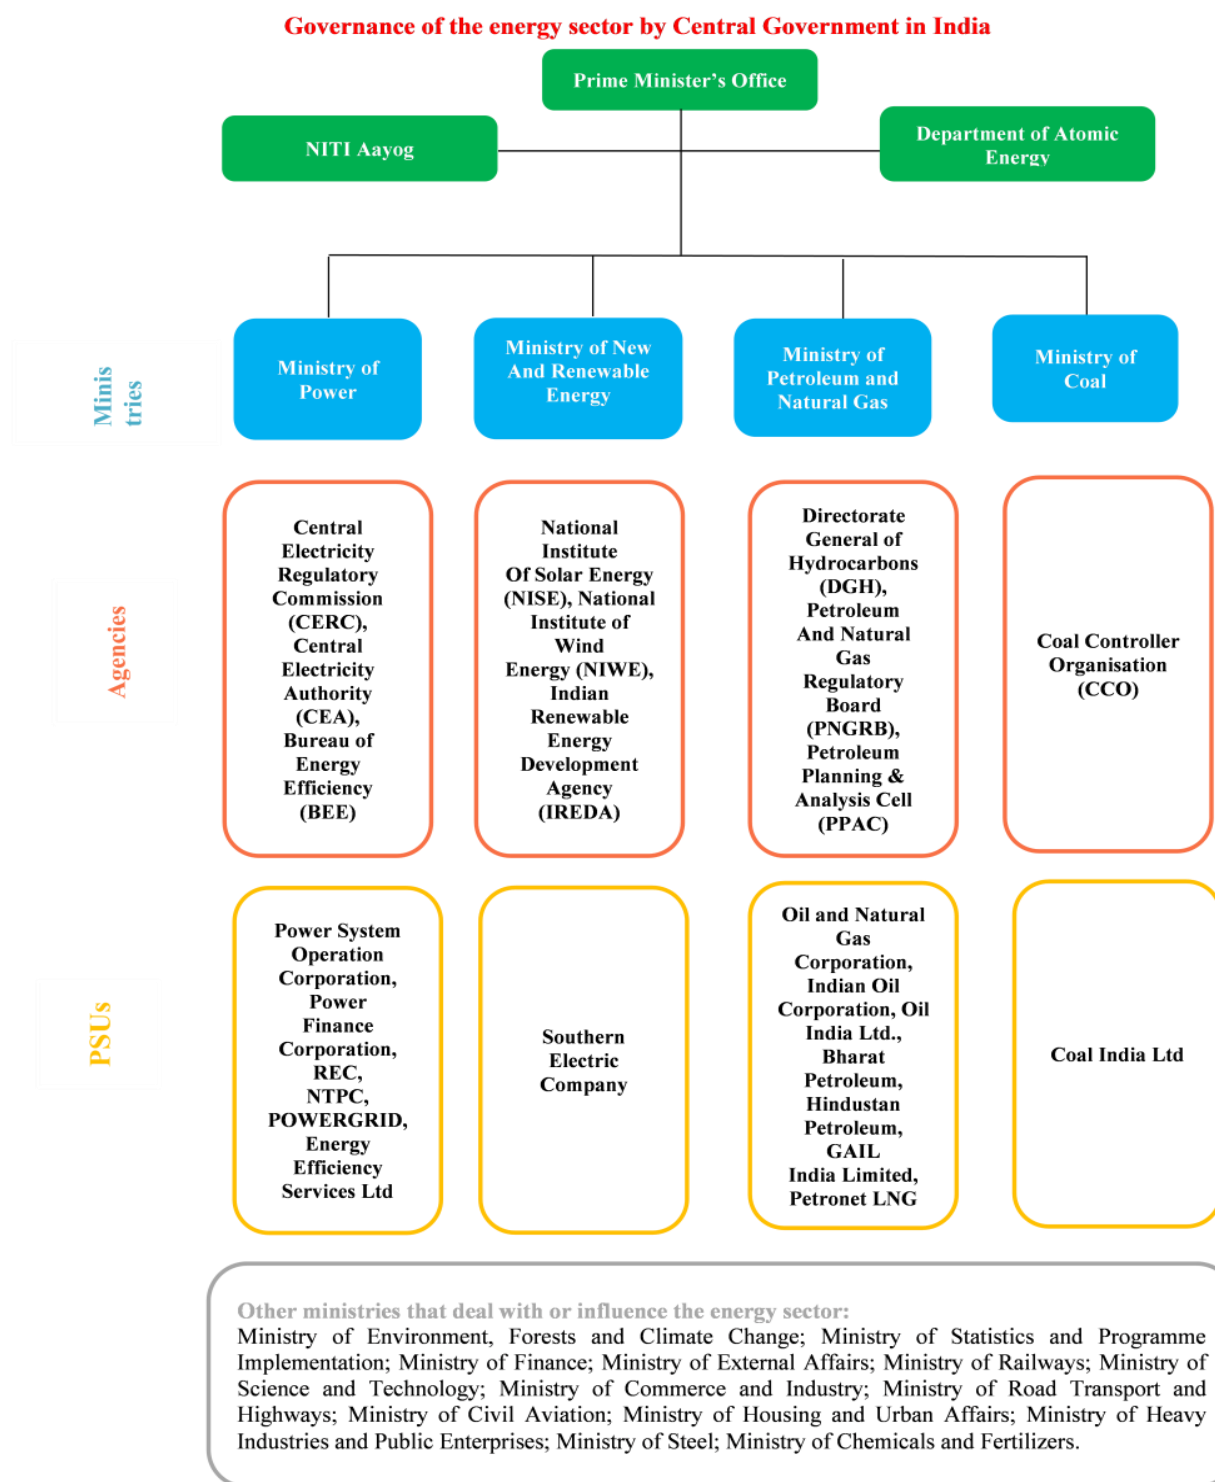 Governance of the energy sector by Central Government in India
Prime Minister’s Office
NITI Aayog
Department of Atomic
Energy
Minis
tries
Ministry of
Power
Ministry of New
And Renewable
Energy
Ministry of
Petroleum and
Natural Gas
Ministry of
Coal
Agencies
Central
Electricity
Regulatory
Commission
(CERC),
Central
Electricity
Authority
(CEA),
Bureau of
Energy
Efficiency
(BEE)
National
Institute
Of Solar Energy
(NISE), National
Institute of
Wind
Energy (NIWE),
Indian
Renewable
Energy
Development
Agency
(IREDA)
Directorate
General of
Hydrocarbons
(DGH),
Petroleum
And Natural
Gas
Regulatory
Board
(PNGRB),
Petroleum
Planning &
Analysis Cell
(PPAC)
Coal Controller
Organisation
(CCO)
PSUs
Power System
Operation
Corporation,
Power
Finance
Corporation,
REC,
NTPC,
POWERGRID,
Energy
Efficiency
Services Ltd
Southern
Electric
Company
Oil and Natural
Gas
Corporation,
Indian Oil
Corporation, Oil
India Ltd.,
Bharat
Petroleum,
Hindustan
Petroleum,
GAIL
India Limited,
Petronet LNG
Coal India Ltd
Other ministries that deal with or influence the energy sector:
Ministry of Environment, Forests and Climate Change; Ministry of Statistics and Programme
Implementation; Ministry of Finance; Ministry of External Affairs; Ministry of Railways; Ministry of
Science and Technology; Ministry of Commerce and Industry; Ministry of Road Transport and
Highways; Ministry of Civil Aviation; Ministry of Housing and Urban Affairs; Ministry of Heavy
Industries and Public Enterprises; Ministry of Steel; Ministry of Chemicals and Fertilizers.